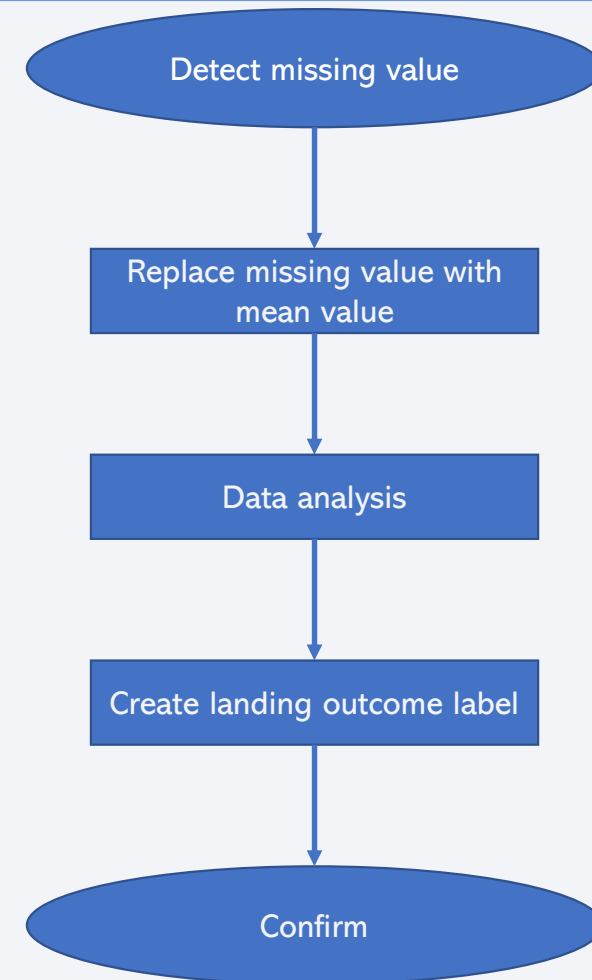 Detect missing value
Replace missing value with
mean value
Data analysis
Create landing outcome label
Confirm